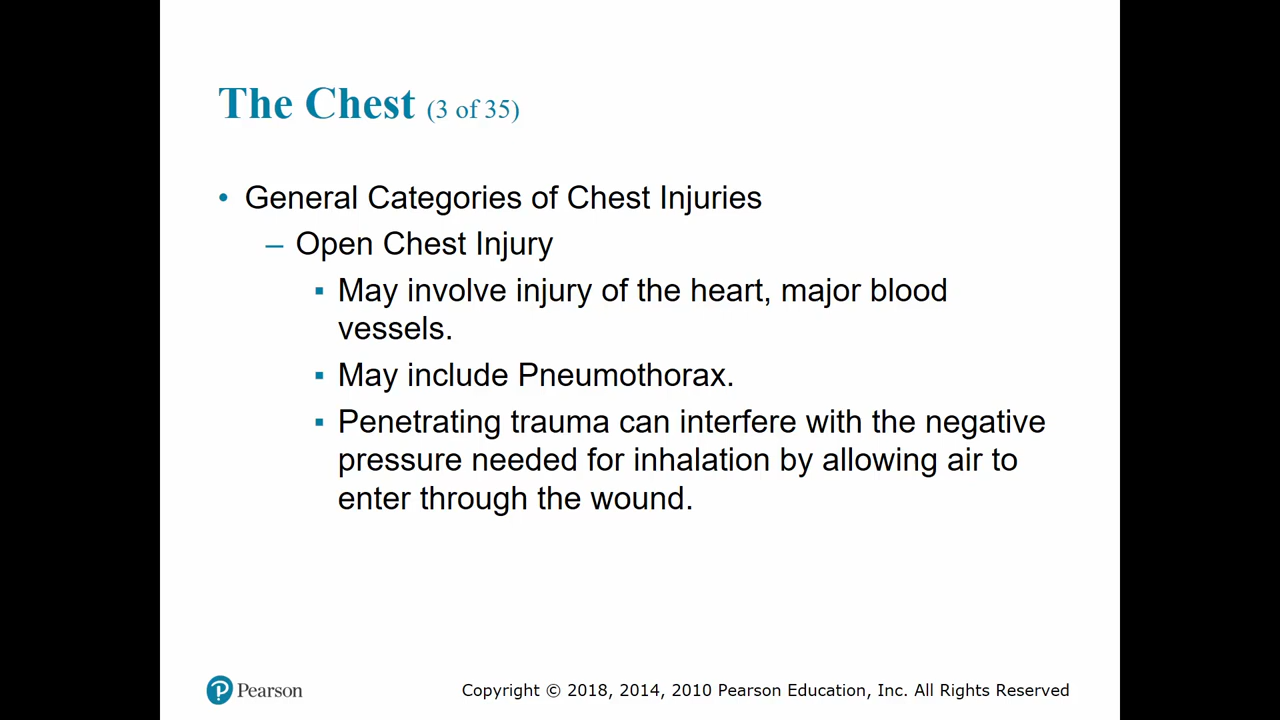 The Chest (3 of 35)
• General Categories of Chest Injuries
– Open Chest Injury
▪ May involve injury of the heart, major blood
vessels.
▪ May include Pneumothorax.
▪ Penetrating trauma can interfere with the negative
pressure needed for inhalation by allowing air to
enter through the wound.
Pearson
Copyright © 2018, 2014, 2010 Pearson Education, Inc. All Rights Reserved